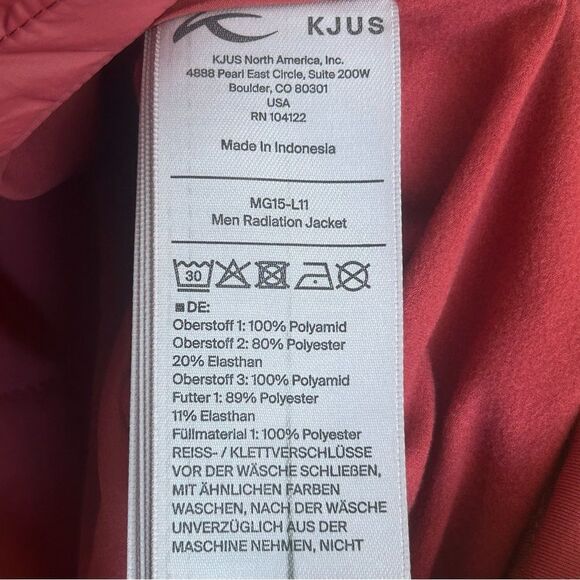 KJUS
KJUS North America, Inc.
4888 Pearl East Circle, Suite 200W
Boulder, CO 80301
USA
RN 104122
Made in Indonesia
MG15-L11
Men Radiation Jacket
30
DE:
Oberstoff 1: 100% Polyamid
Oberstoff 2: 80% Polyester
20% Elasthan
Oberstoff 3: 100% Polyamid
Futter 1: 89% Polyester
11% Elasthan
Füllmaterial 1: 100% Polyester
REISS- / KLETTVERSCHLÜSSE
VOR DER WÄSCHE SCHLIEẞEN,
MIT ÄHNLICHEN FARBEN
WASCHEN, NACH DER WÄSCHE
UNVERZÜGLICH AUS DER
MASCHINE NEHMEN, NICHT